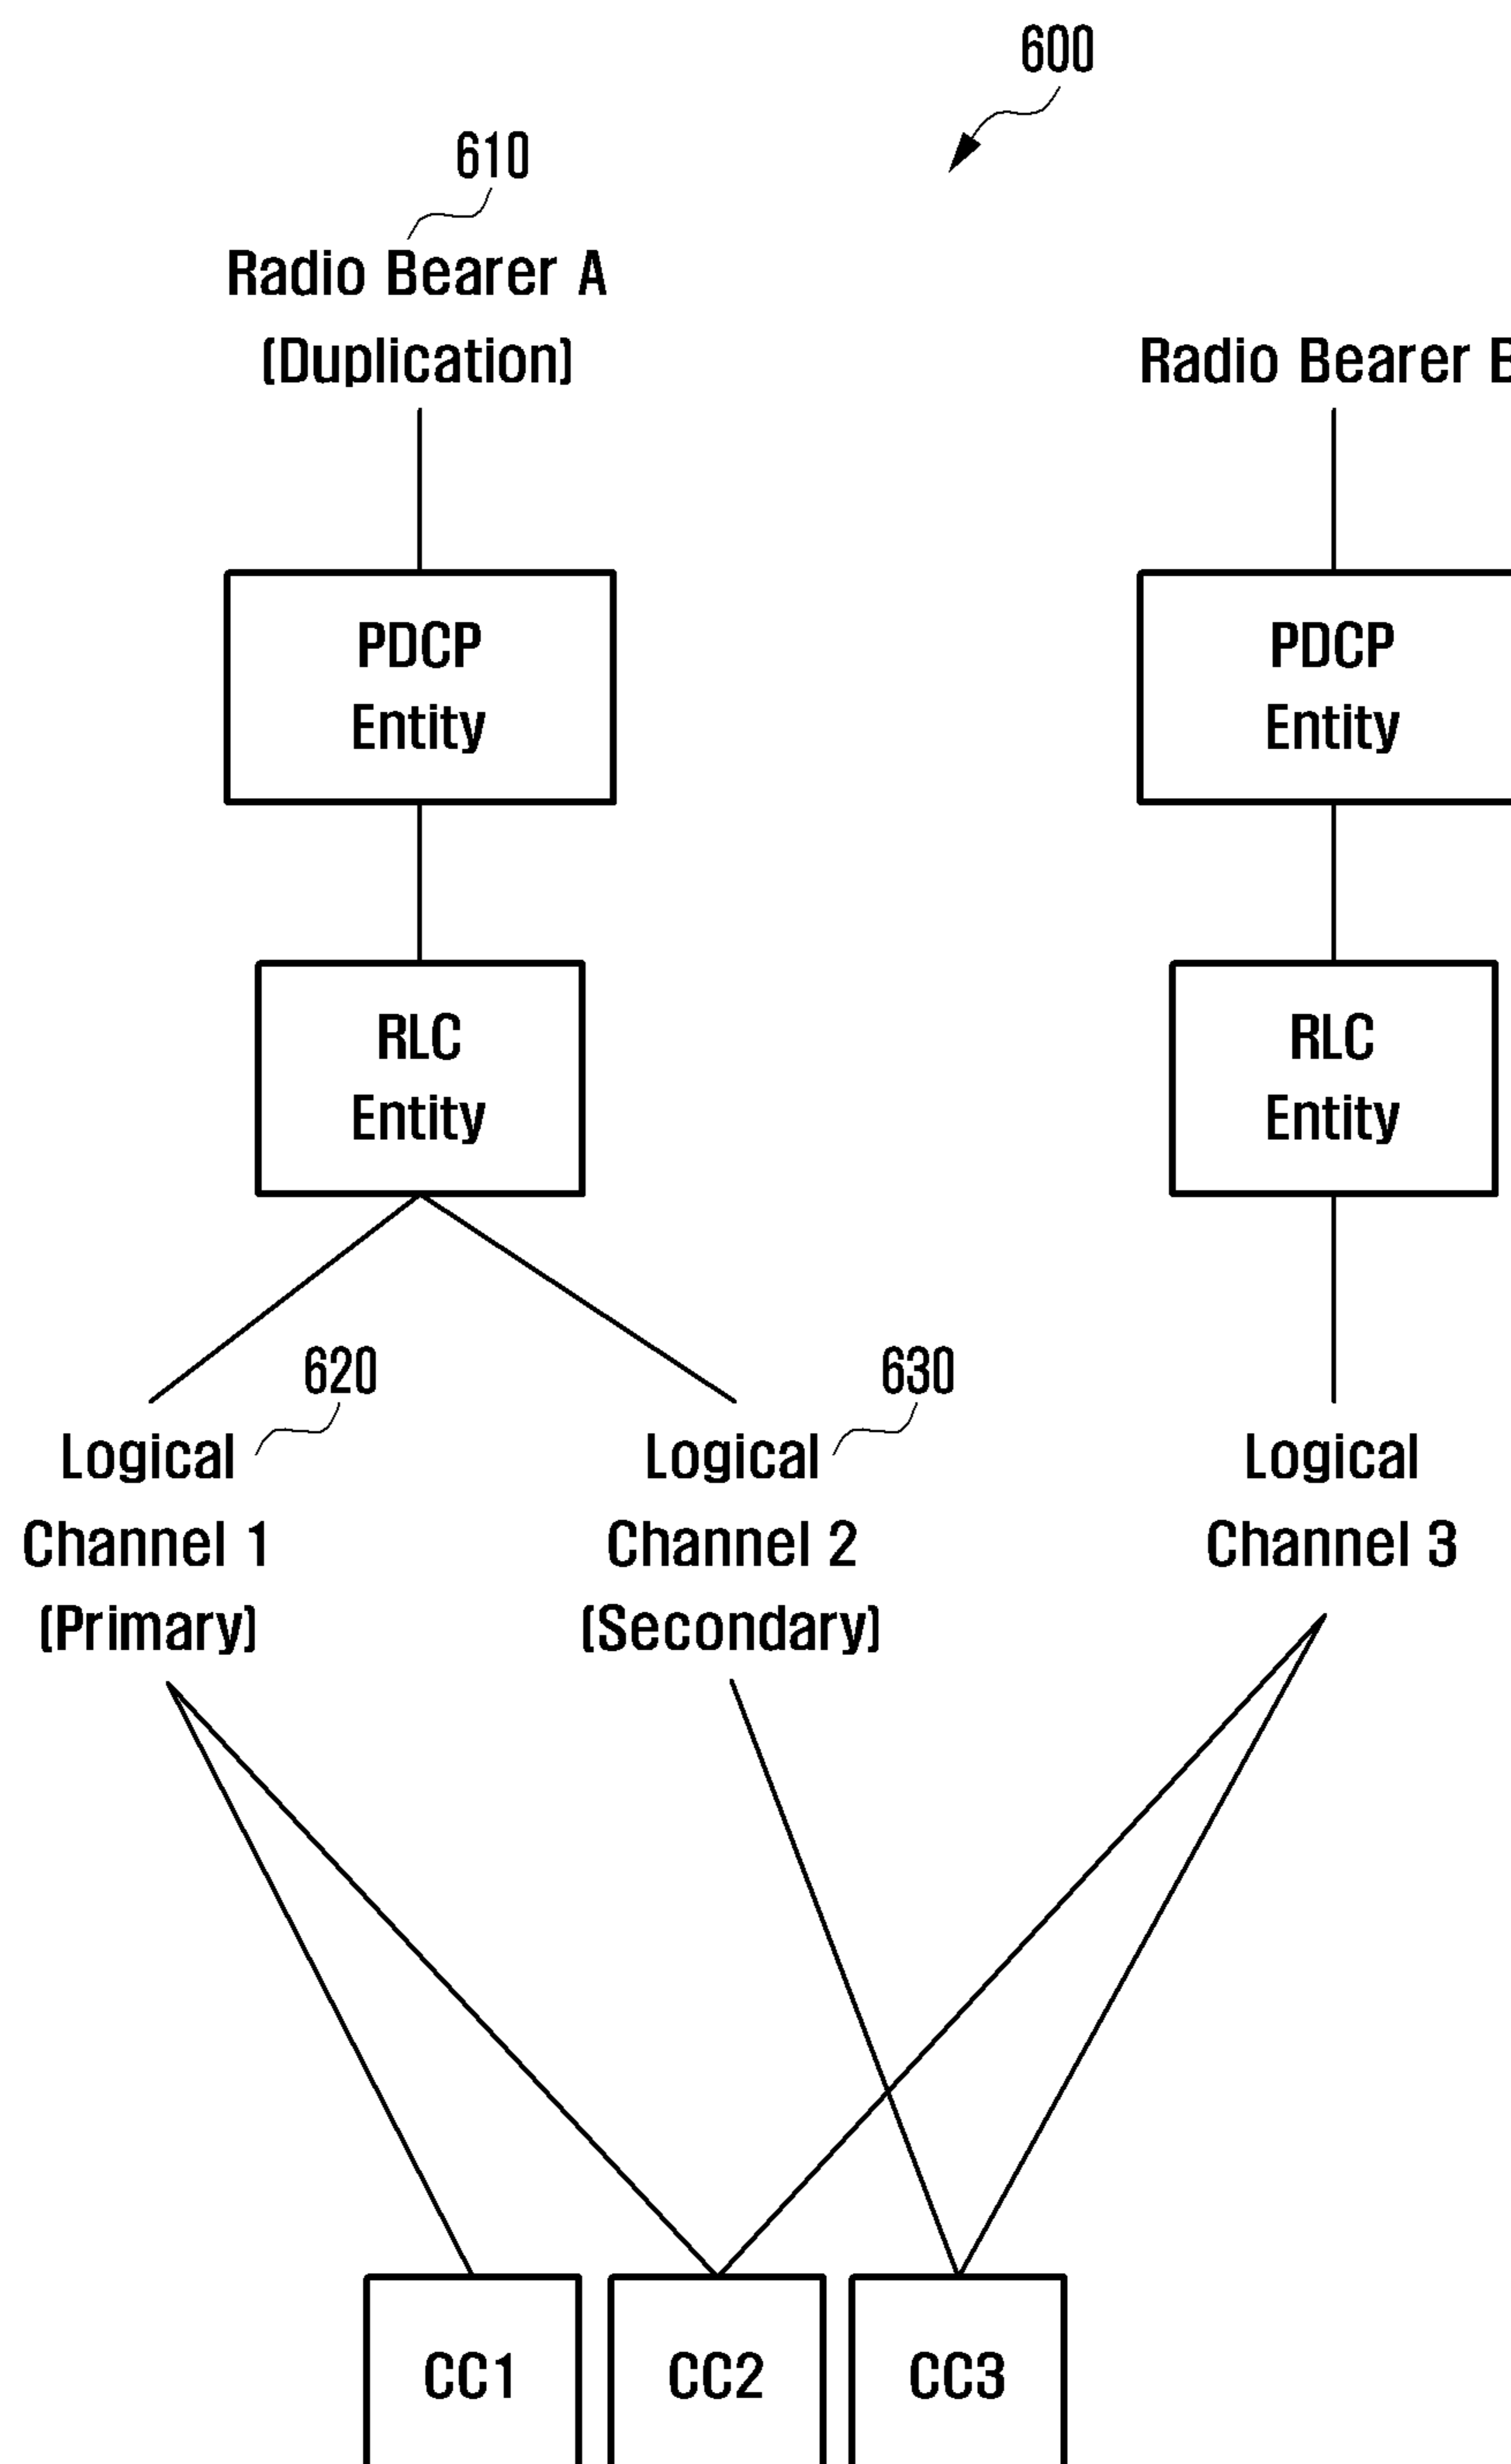 600
610
Radio Bearer A
(Duplication)
Radio Bearer
PDCP
Entity
PDCP
Entity
RLC
Entity
RLC
Entity
620
630
Logical
Channel 1
(Primary)
Logical
Channel 2
(Secondary)
Logical
Channel 3
CC1
CC2
CC3